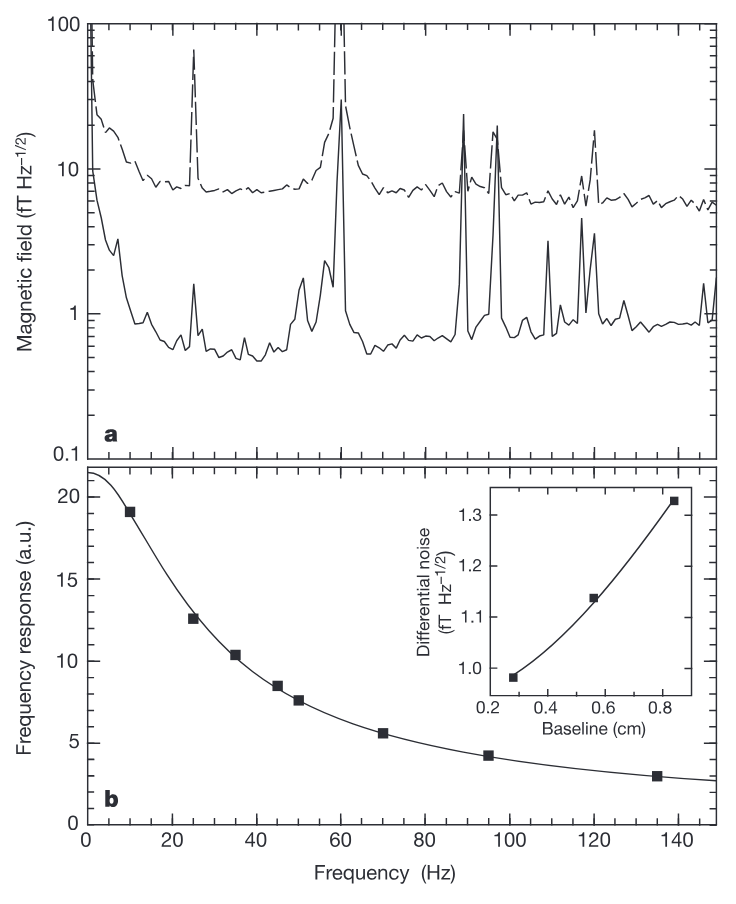 100
10
1
0.1
Magnetic field (fT Hz−1/2)
a
20
15
10
5
0
Frequency response (a.u.)
b
1.3
1.2
1.1
1.0
Differential noise
(fT Hz−1/2)
0.2 0.4 0.6 0.8
Baseline (cm)
0 20 40 60 80 100 120 140
Frequency (Hz)